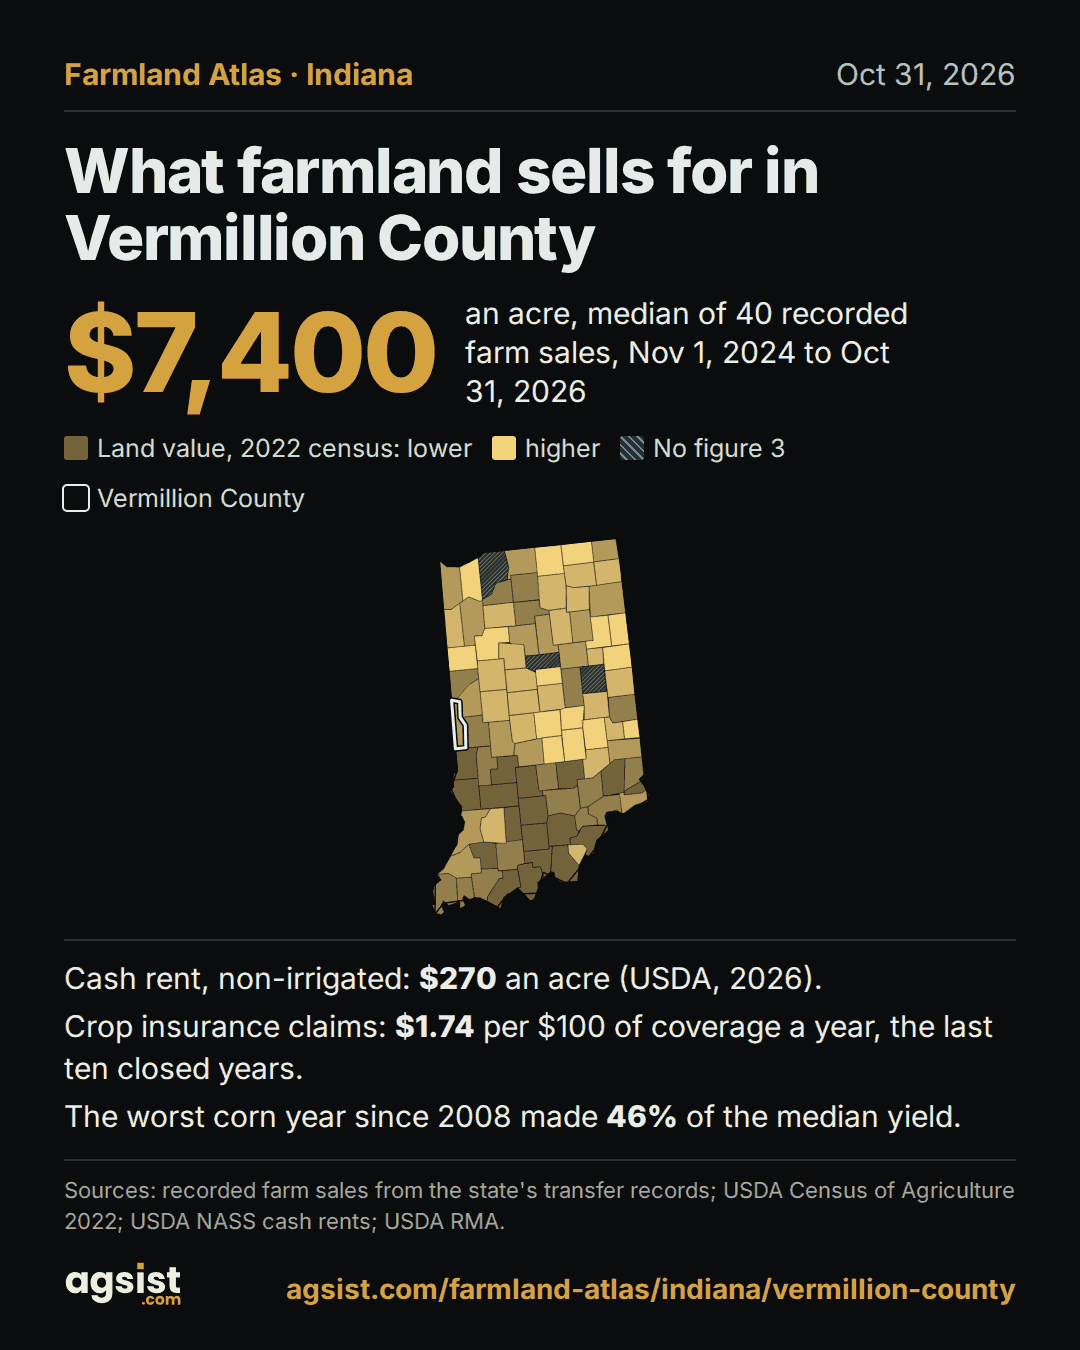 Farmland Atlas · Indiana
Oct 31, 2026
What farmland sells for in
Vermillion County
$7,400
an acre, median of 40 recorded
farm sales, Nov 1, 2024 to Oct
31, 2026
Land value, 2022 census: lower higher No figure 3
Vermillion County
Cash rent, non-irrigated: $270 an acre (USDA, 2026).
Crop insurance claims: $1.74 per $100 of coverage a year, the last
ten closed years.
The worst corn year since 2008 made 46% of the median yield.
Sources: recorded farm sales from the state's transfer records; USDA Census of Agriculture
2022; USDA NASS cash rents; USDA RMA.
agsist
.com
agsist.com/farmland-atlas/indiana/vermillion-county